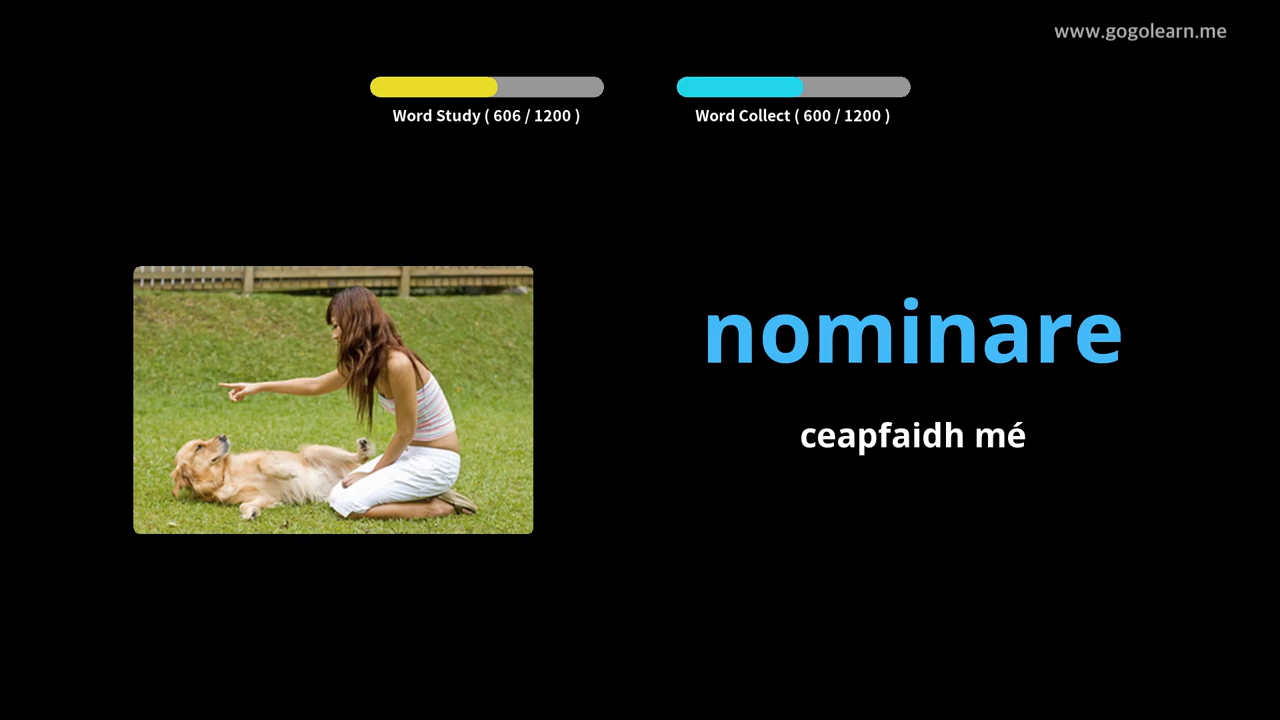 www.gogolearn.me
Word Study ( 606 / 1200 )
Word Collect ( 600 / 1200 )
nominare
ceapfaidh mé